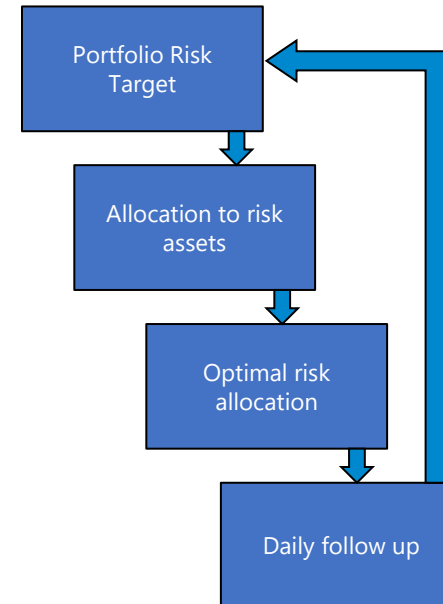 Portfolio Risk
Target
Allocation to risk
assets
Optimal risk
allocation
Daily follow up